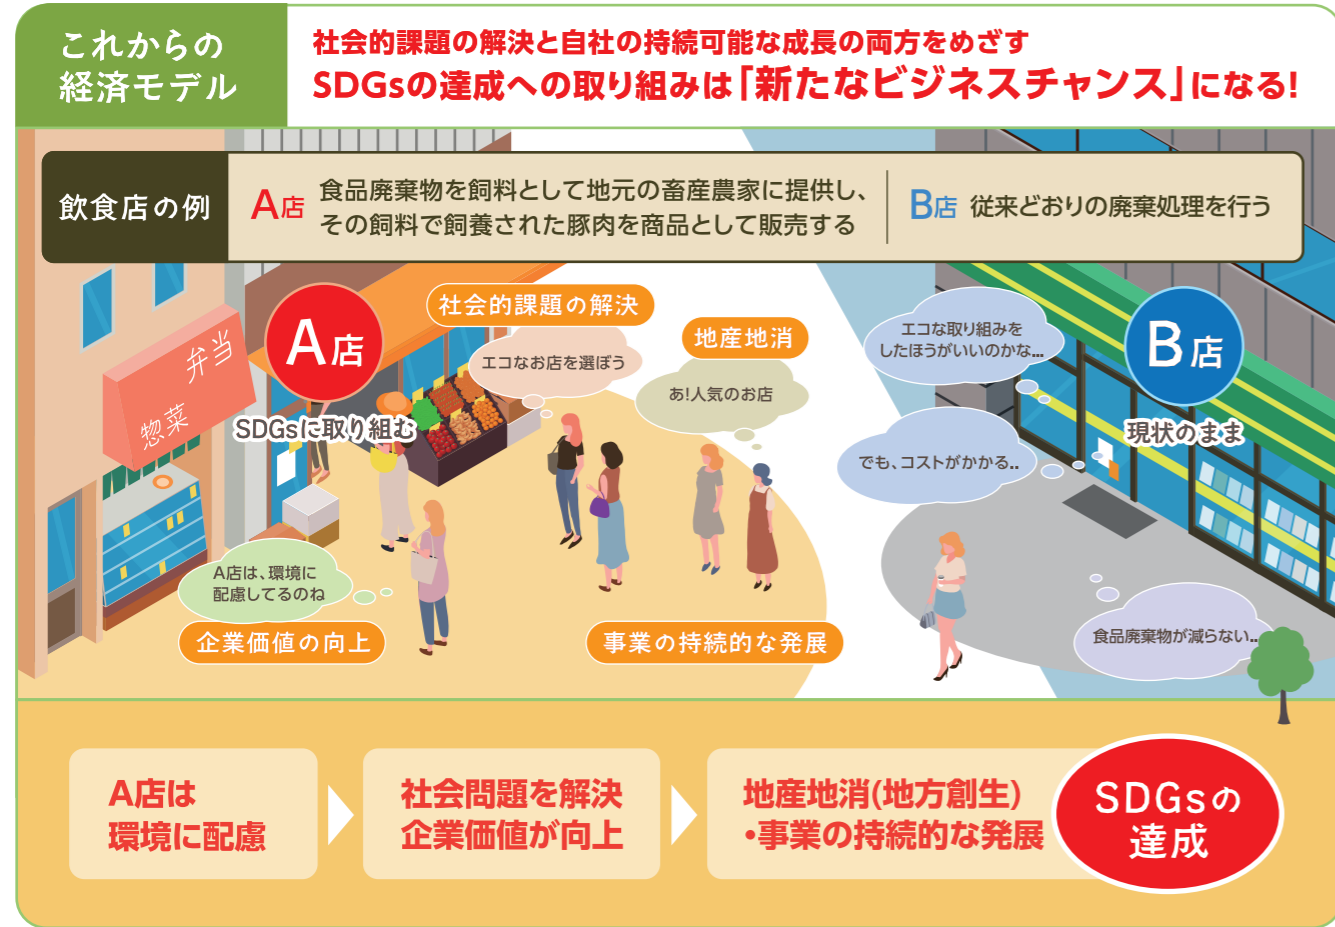 これからの
経済モデル
社会的課題の解決と自社の持続可能な成長の両方をめざす
SDGsの達成への取り組みは「新たなビジネスチャンス」になる!
飲食店の例
A店 食品廃棄物を飼料として地元の畜産農家に提供し、
その飼料で飼養された豚肉を商品として販売する
B店 従来どおりの廃棄処理を行う
A店
SDGsに取り組む
弁当
惣菜
社会的課題の解決
エコなお店を選ぼう
地産地消
あ!人気のお店
A店は、環境に
配慮してるのね
企業価値の向上
事業の持続的な発展
エコな取り組みを
したほうがいいのかな...
B店
現状のまま
でも、コストがかかる..
食品廃棄物が減らない..
A店は
環境に配慮
社会問題を解決
企業価値が向上
地産地消(地方創生)
・事業の持続的な発展
SDGsの
達成